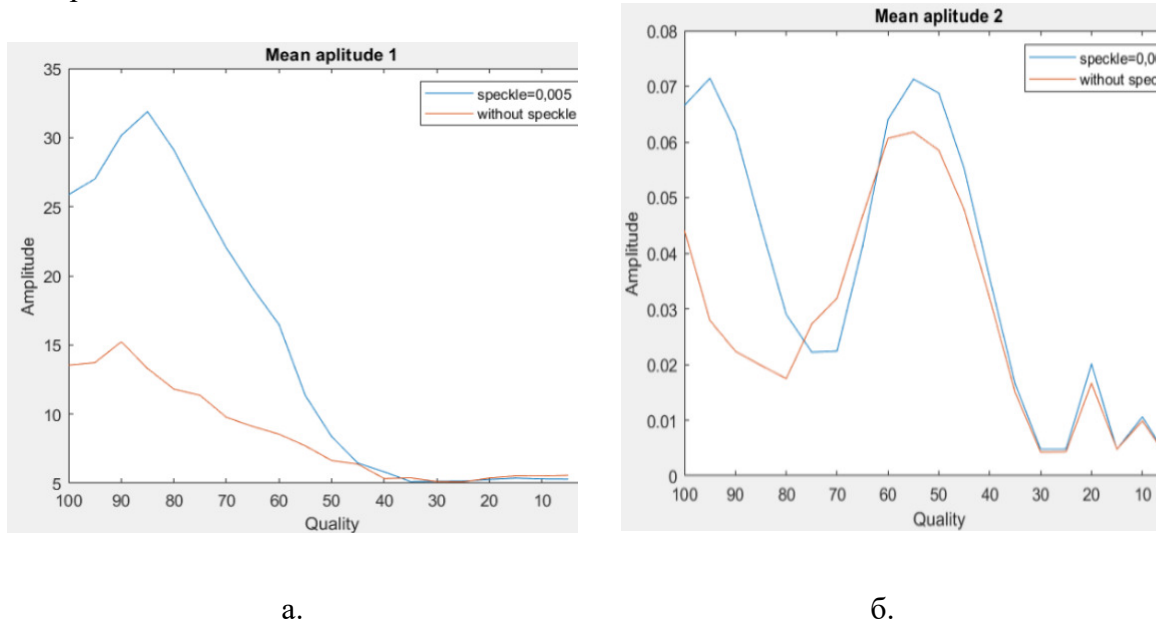 Mean aplitude 1
35
30
25
20
15
10
5
Amplitude
speckle=0,005
without speckle
100 90 80 70 60 50 40 30 20 10
Quality
а.
Mean aplitude 2
0.08
0.07
0.06
0.05
0.04
0.03
0.02
0.01
0
Amplitude
without
100 90 80 70 60 50 40 30 20 10
Quality
б.